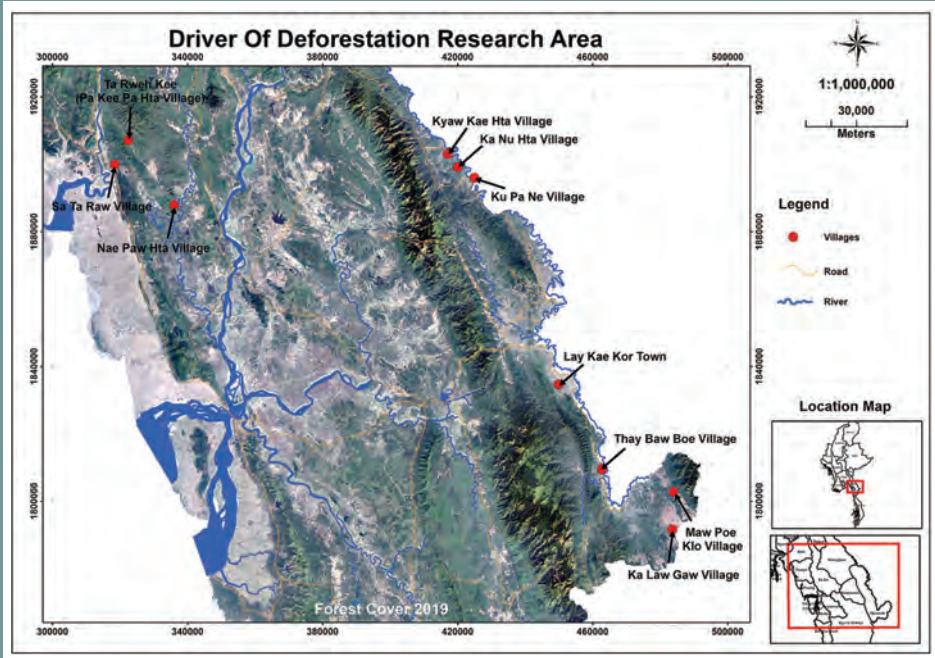 Driver Of Deforestation Research Area
300000 340000 380000 420000 460000 500000
1:1,000,000
30,000
Meters
1920000
1920000
Ta Rweh Kee
(Pa Kee Pa Hta Village)
Kyaw Kae Hta Village
Ka Nu Hta Village
Ku Pa Ne Village
Sa Ta Raw Village
Nae Paw Hta Village
1880000
1880000
Legend
Villages
Road
River
1840000
1840000
Lay Kae Kor Town
Location Map
Thay Baw Boe Village
1800000
1800000
Maw Poe
Klo Village
Ka Law Gaw Village
Forest Cover 2019
300000 340000 380000 420000 460000 500000